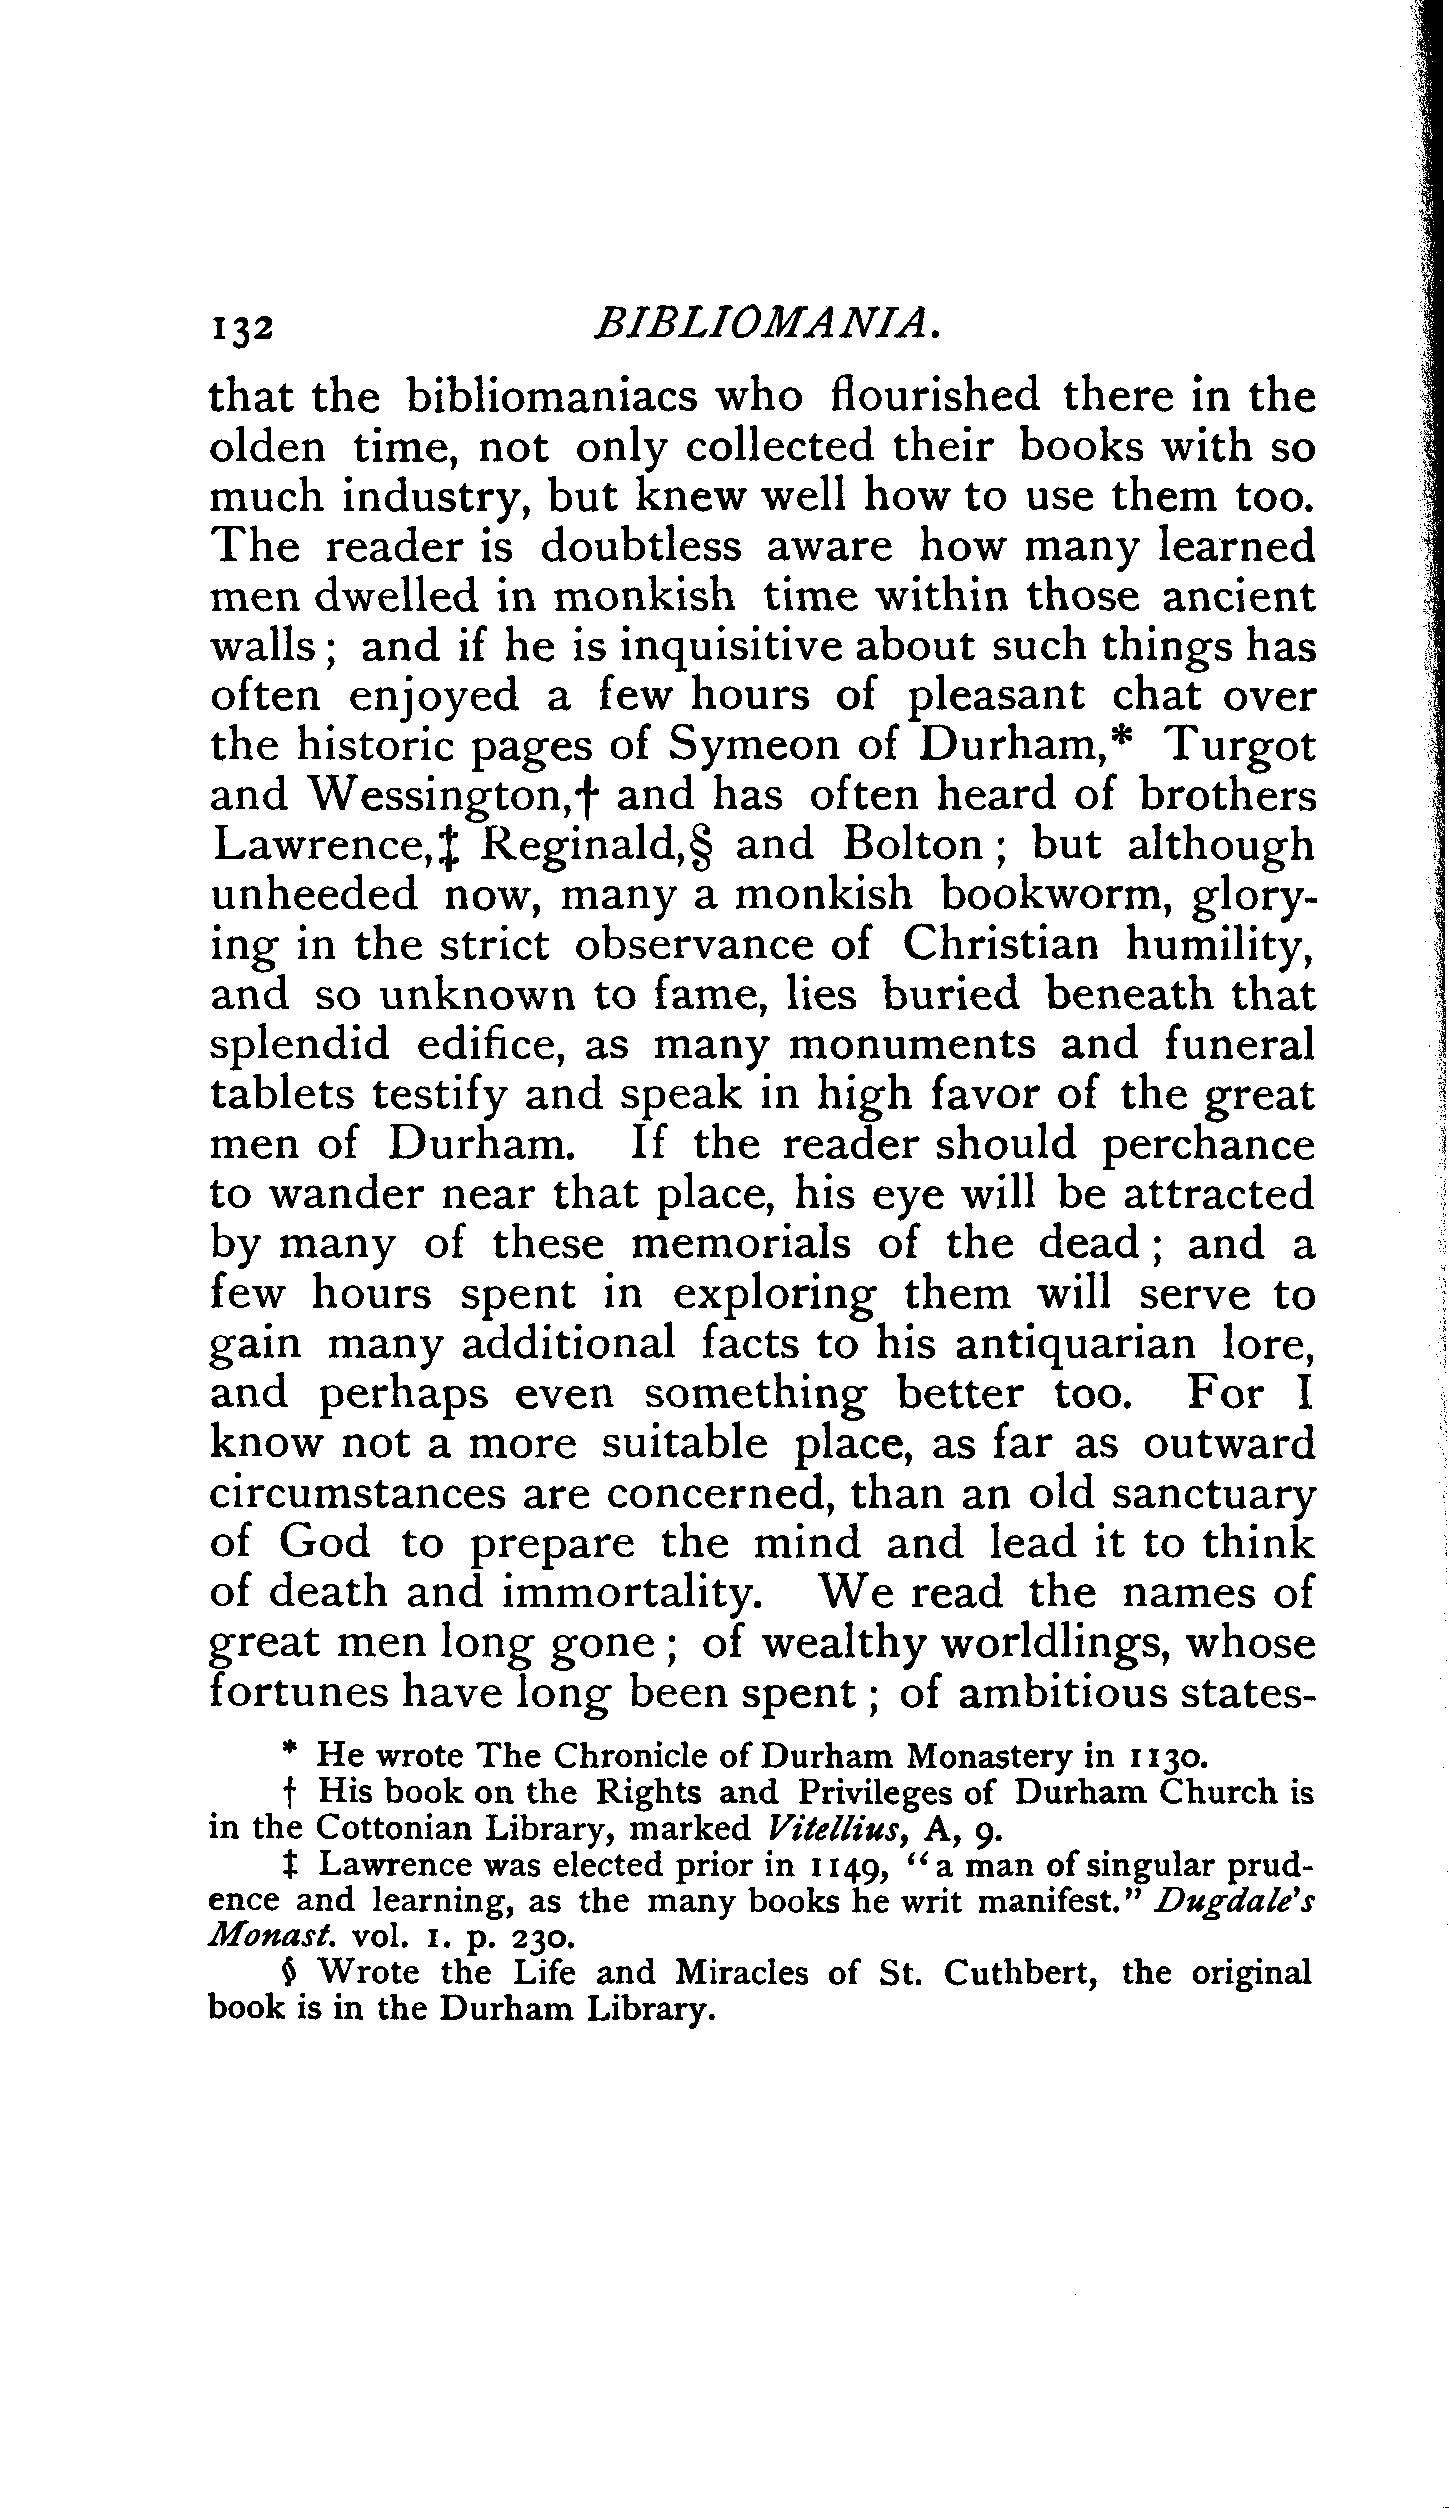 132 BIBLIOMANIA.
that the bibliomaniacs who flourished there in the
olden time, not only collected their books with so
much industry, but knew well how to use them too.
The reader is doubtless aware how many learned
men dwelled in monkish time within those ancient
walls ; and if he is inquisitive about such things has
often enjoyed a few hours of pleasant chat over
the historic pages of Symeon of Durham,* Turgot
and Wessington,† and has often heard of brothers
Lawrence,‡ Reginald,§ and Bolton ; but although
unheeded now, many a monkish bookworm, glory-
ing in the strict observance of Christian humility,
and so unknown to fame, lies buried beneath that
splendid edifice, as many monuments and funeral
tablets testify and speak in high favor of the great
men of Durham. If the reader should perchance
to wander near that place, his eye will be attracted
by many of these memorials of the dead ; and a
few hours spent in exploring them will serve to
gain many additional facts to his antiquarian lore,
and perhaps even something better too. For I
know not a more suitable place, as far as outward
circumstances are concerned, than an old sanctuary
of God to prepare the mind and lead it to think
of death and immortality. We read the names of
great men long gone ; of wealthy worldlings, whose
fortunes have long been spent ; of ambitious states-
* He wrote The Chronicle of Durham Monastery in 1130.
† His book on the Rights and Privileges of Durham Church is
in the Cottonian Library, marked Vitellius, A, 9.
‡ Lawrence was elected prior in 1149, "a man of singular prud-
ence and learning, as the many books he writ manifest." Dugdale's
Monast. vol. 1. p. 230.
§ Wrote the Life and Miracles of St. Cuthbert, the original
book is in the Durham Library.